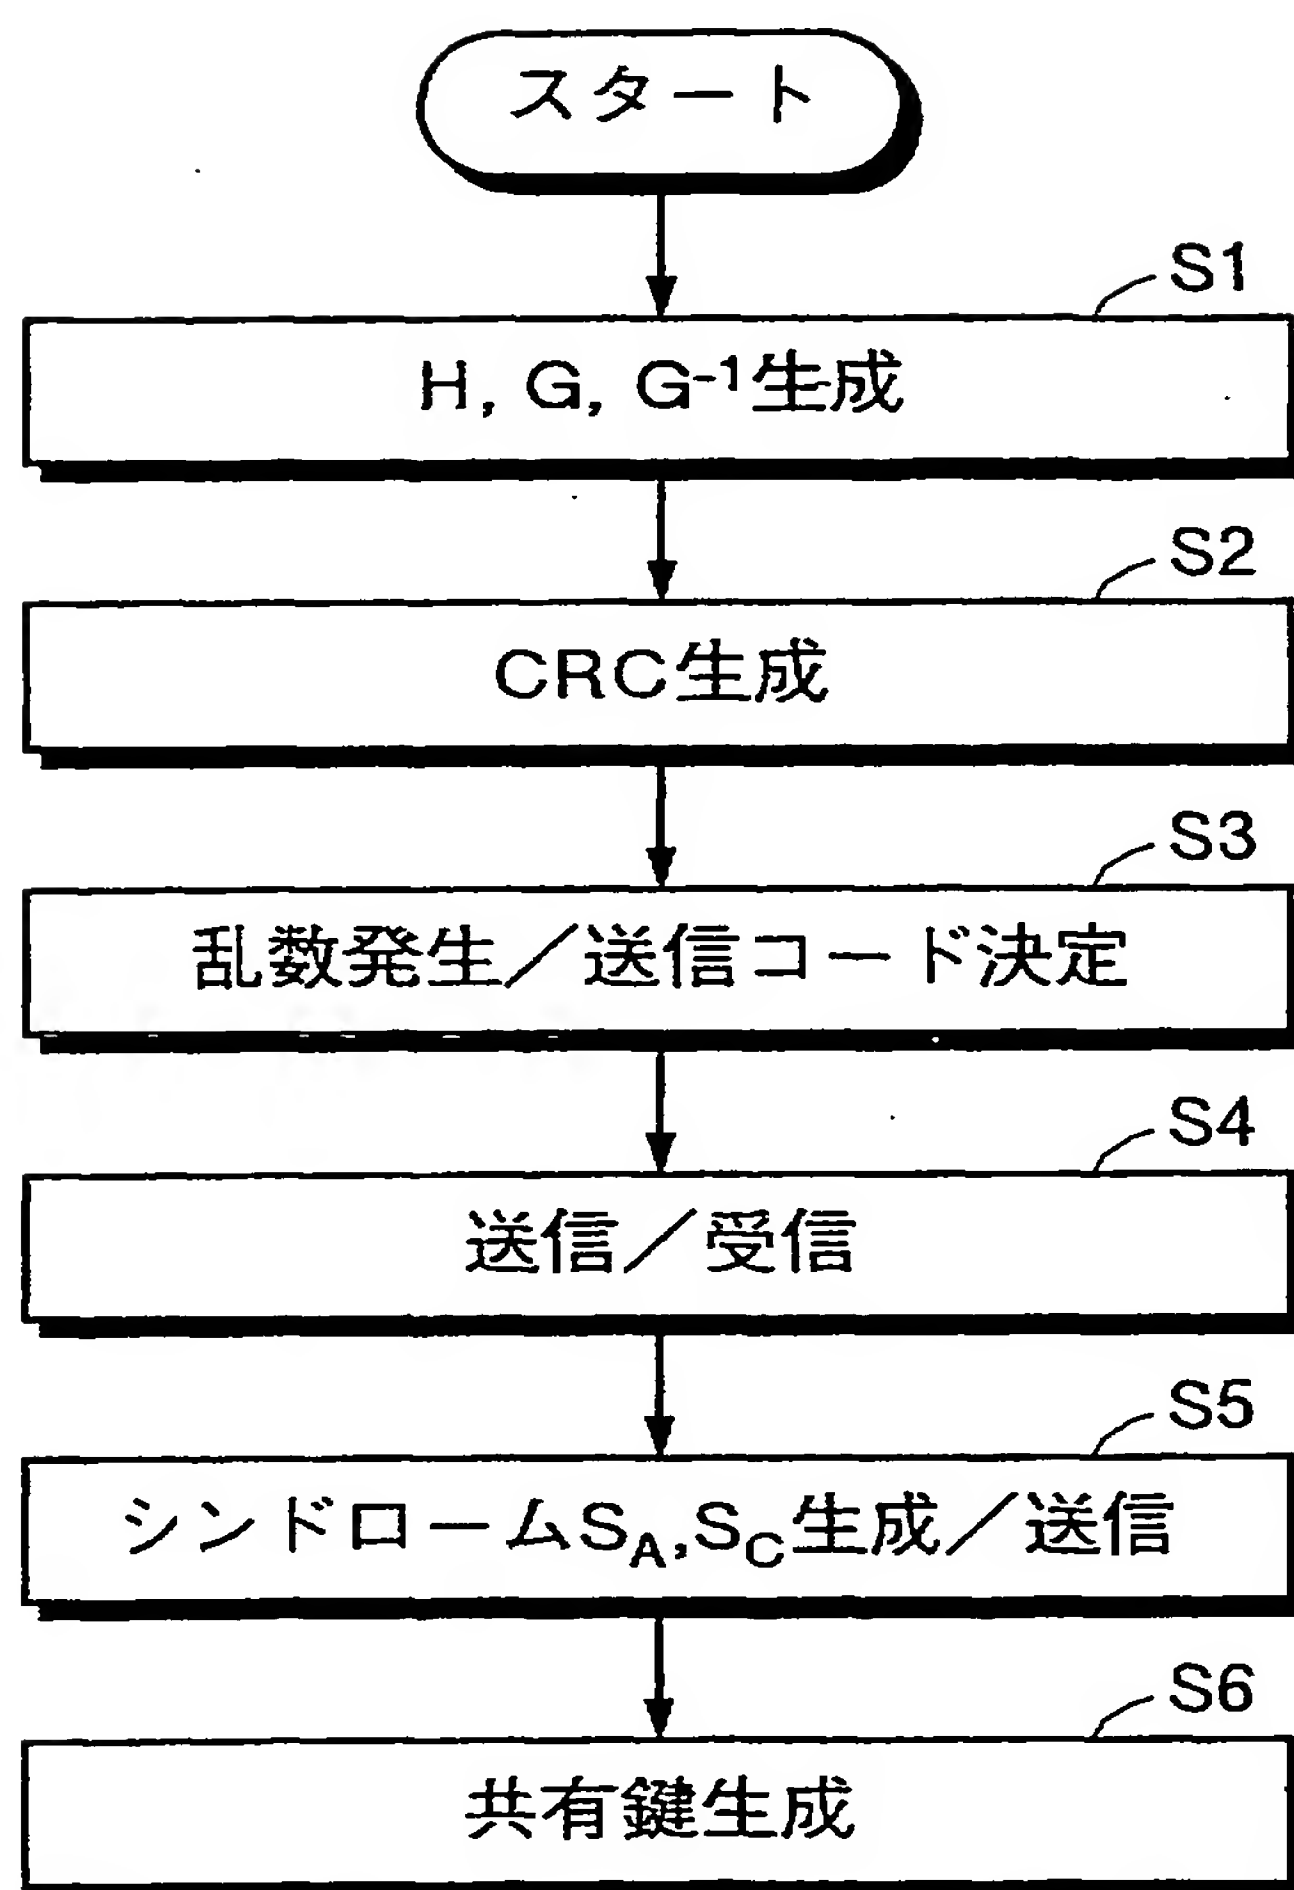 スタート
S1
H, G, G⁻¹生成
S2
CRC生成
S3
乱数発生／送信コード決定
S4
送信／受信
S5
シンドロームS_A,S_C生成／送信
S6
共有鍵生成